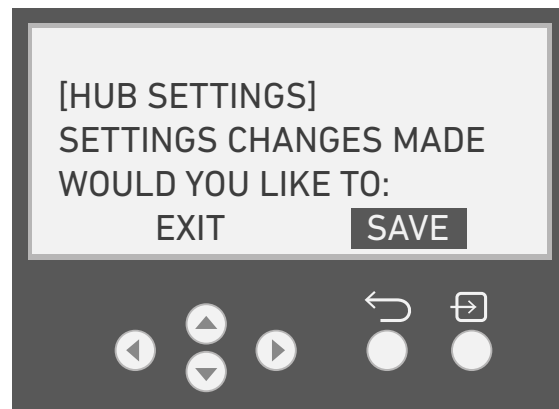 [HUB SETTINGS]
SETTINGS CHANGES MADE
WOULD YOU LIKE TO:
EXIT SAVE